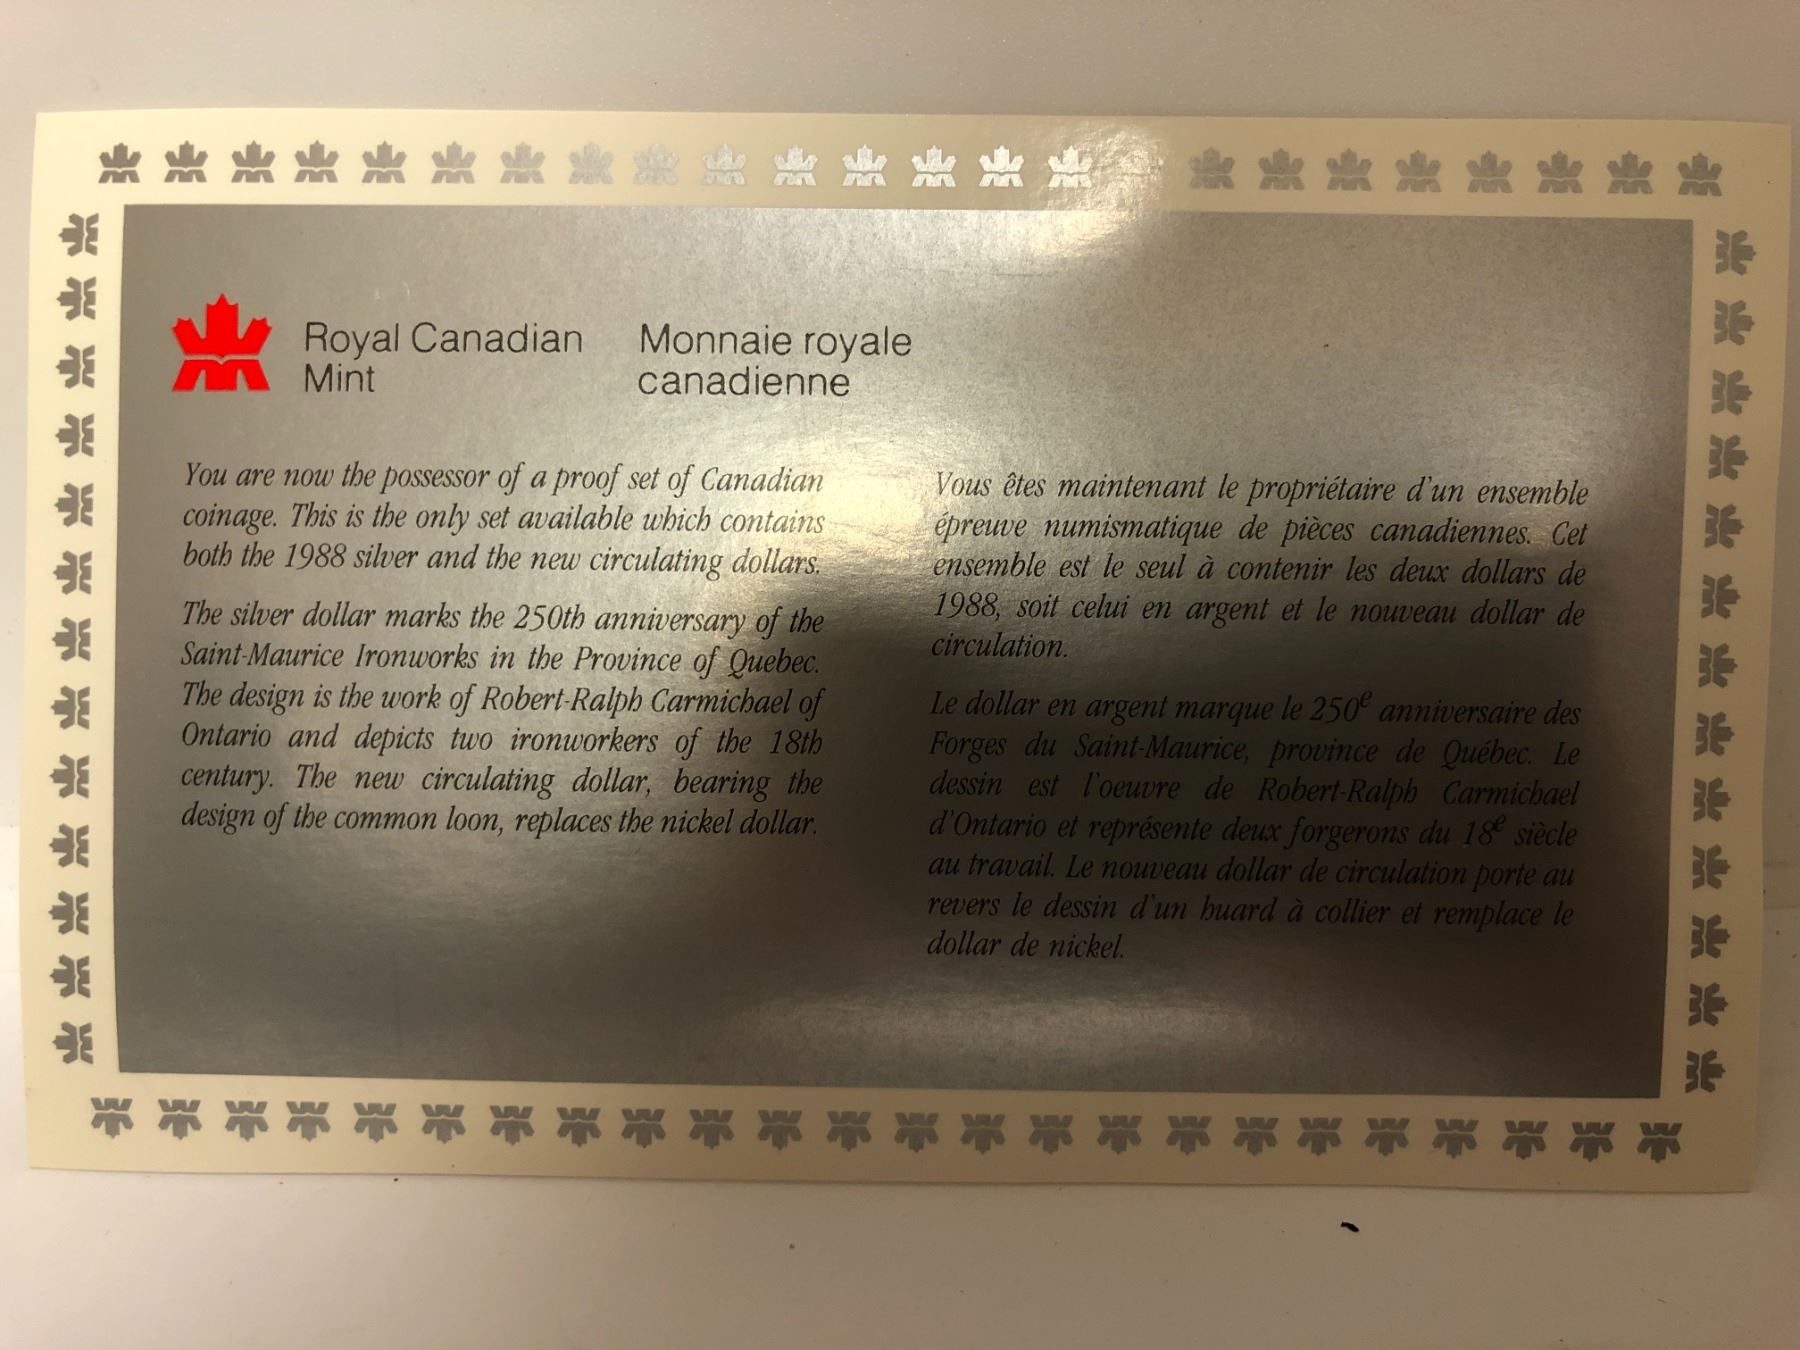 Royal Canadian
Mint
Monnaie royale
canadienne
You are now the possessor of a proof set of Canadian
coinage. This is the only set available which contains
both the 1988 silver and the new circulating dollars.
The silver dollar marks the 250th anniversary of the
Saint-Maurice Ironworks in the Province of Quebec.
The design is the work of Robert-Ralph Carmichael of
Ontario and depicts two ironworkers of the 18th
century. The new circulating dollar, bearing the
design of the common loon, replaces the nickel dollar.
Vous êtes maintenant le propriétaire d'un ensemble
épreuve numismatique de pièces canadiennes. Cet
ensemble est le seul à contenir les deux dollars de
1988, soit celui en argent et le nouveau dollar de
circulation.
Le dollar en argent marque le 250e anniversaire des
Forges du Saint-Maurice, province de Québec. Le
dessin est l'oeuvre de Robert-Ralph Carmichael
d'Ontario et représente deux forgerons du 18e siècle
au travail. Le nouveau dollar de circulation porte au
revers le dessin d'un huard à collier et remplace le
dollar de nickel.